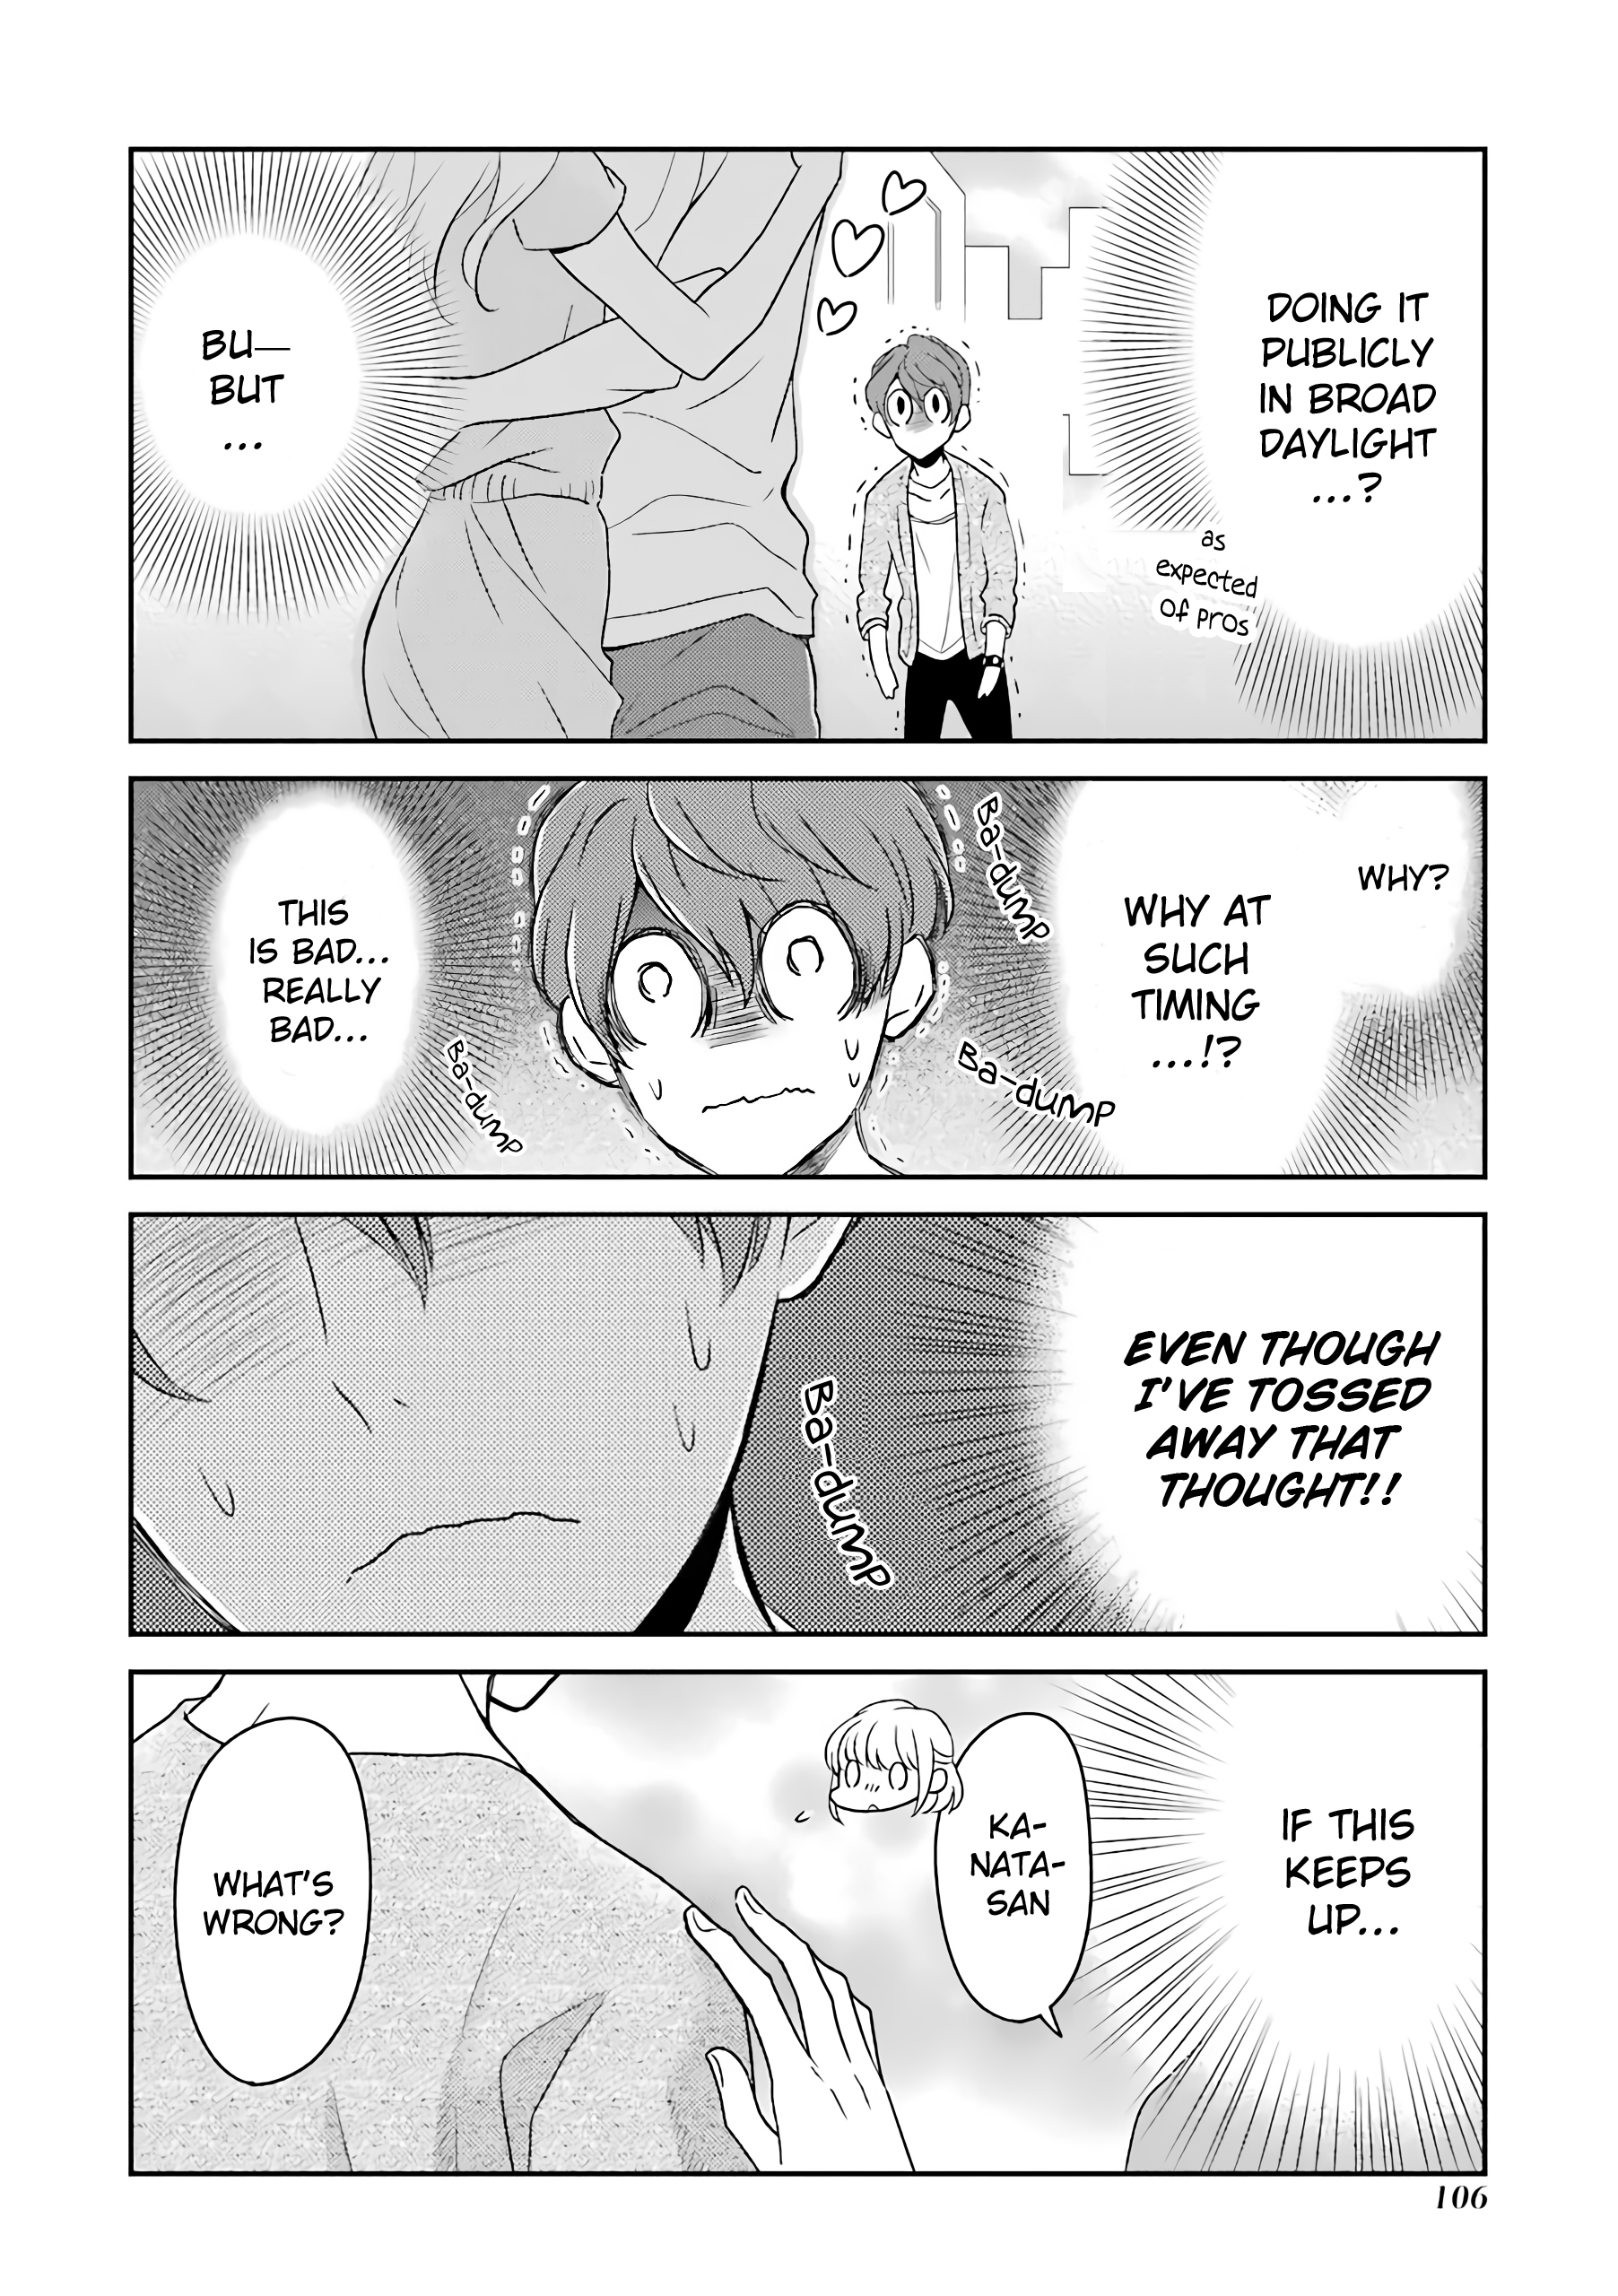 DOING IT
PUBLICLY
IN BROAD
DAYLIGHT
...?
as
expected
of pros
BU—
BUT
...
WHY?
WHY AT
SUCH
TIMING
...!?
Ba-dump
Ba-dump
Ba-dump
THIS
IS BAD...
REALLY
BAD...
EVEN THOUGH
I'VE TOSSED
AWAY THAT
THOUGHT!!
Ba-dump
IF THIS
KEEPS
UP...
KA-
NATA-
SAN
WHAT'S
WRONG?
106